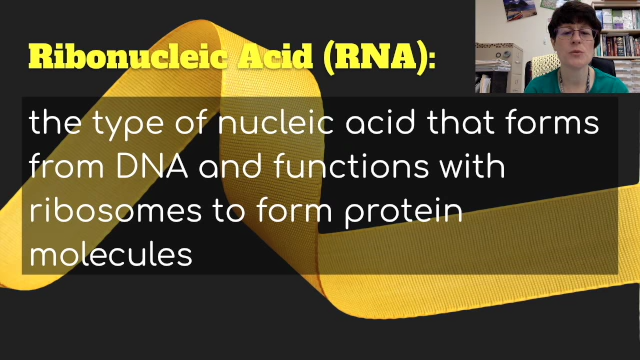 Ribonucleic Acid (RNA):
the type of nucleic acid that forms
from DNA and functions with
ribosomes to form protein
molecules